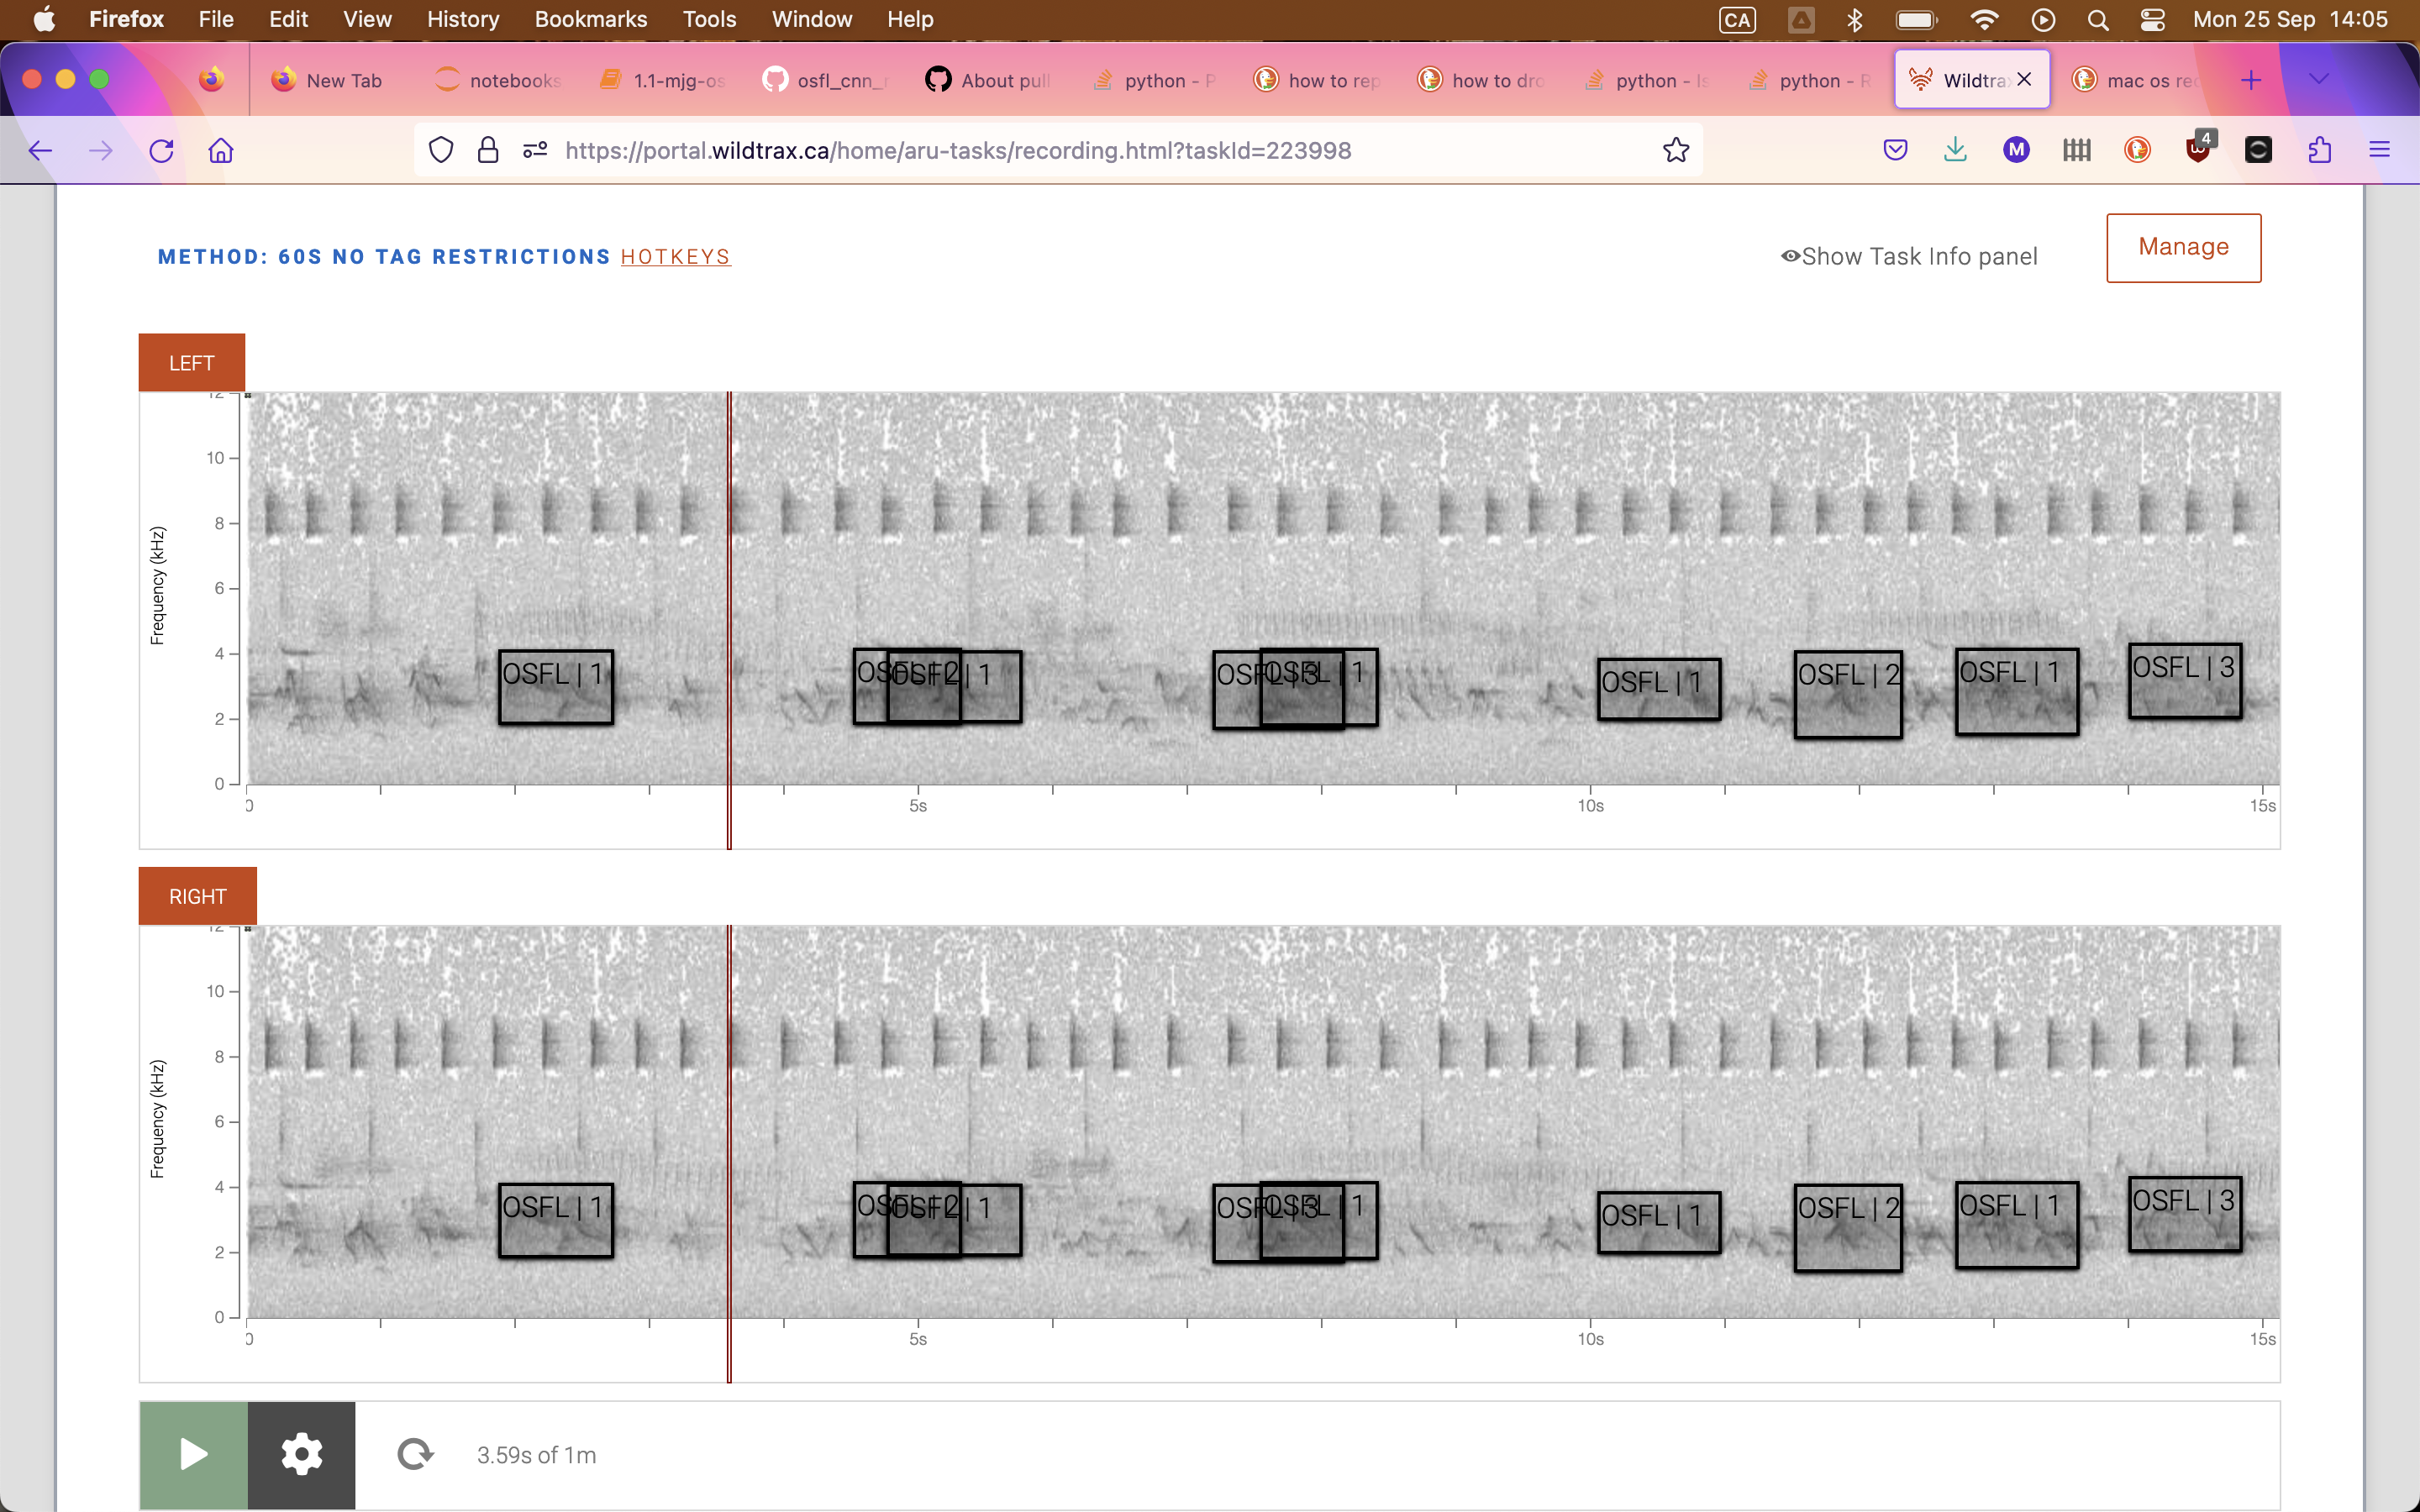 Firefox File Edit View History Bookmarks Tools Window Help CA Mon 25 Sep 14:05
New Tab notebooks 1.1-mjg-os osfl_cnn_ About pull python - P how to rep how to dro python - Is python - R Wildtrax mac os rec
https://portal.wildtrax.ca/home/aru-tasks/recording.html?taskId=223998 M 4
METHOD: 60S NO TAG RESTRICTIONS HOTKEYS Show Task Info panel Manage
LEFT
12
10
8
6
4
2
0
Frequency (kHz)
OSFL | 1 OSFL | 2 OSFL | 1 OSFL | 3 OSFL | 1 OSFL | 1 OSFL | 2 OSFL | 1 OSFL | 3
0 5s 10s 15s
RIGHT
12
10
8
6
4
2
0
Frequency (kHz)
OSFL | 1 OSFL | 2 OSFL | 1 OSFL | 3 OSFL | 1 OSFL | 1 OSFL | 2 OSFL | 1 OSFL | 3
0 5s 10s 15s
3.59s of 1m